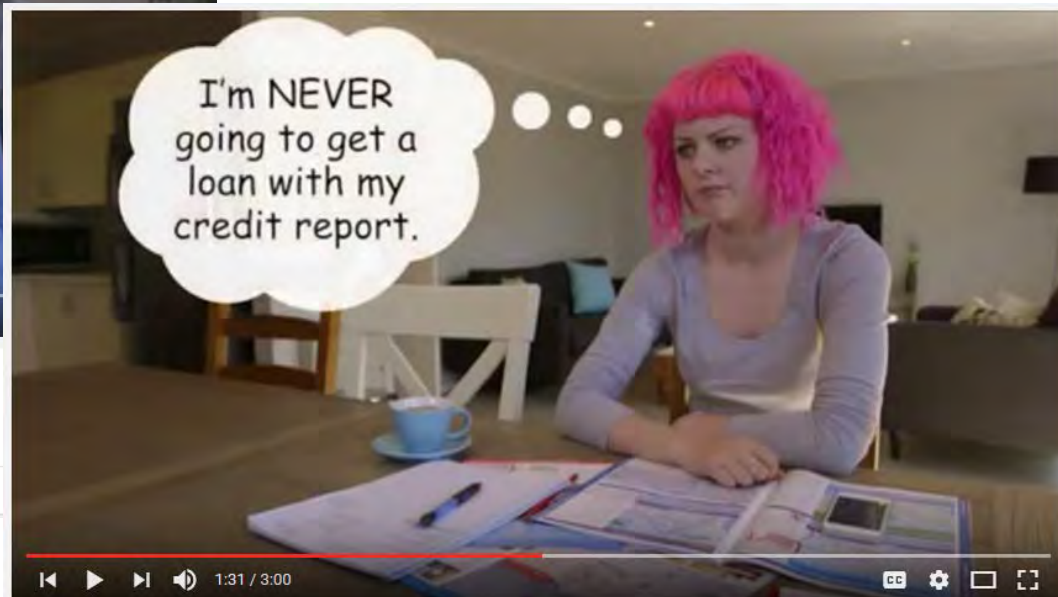 I'm NEVER
going to get a
loan with my
credit report.
1:31 / 3:00
CC